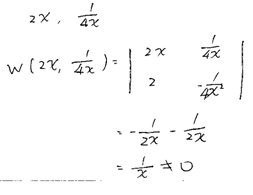 2x, 1/4x
W(2x, 1/4x) = | 2x 1/4x |
| 2 -1/4x² |
= -1/2x - 1/2x
= 1/x ≠ 0